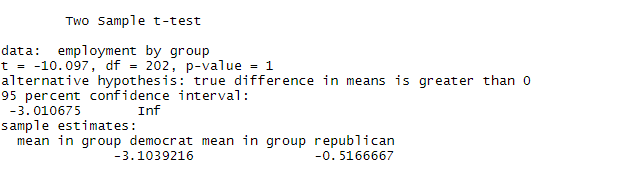 Two Sample t-test
data: employment by group
t = -10.097, df = 202, p-value = 1
alternative hypothesis: true difference in means is greater than 0
95 percent confidence interval:
-3.010675 Inf
sample estimates:
mean in group democrat mean in group republican
-3.1039216 -0.5166667